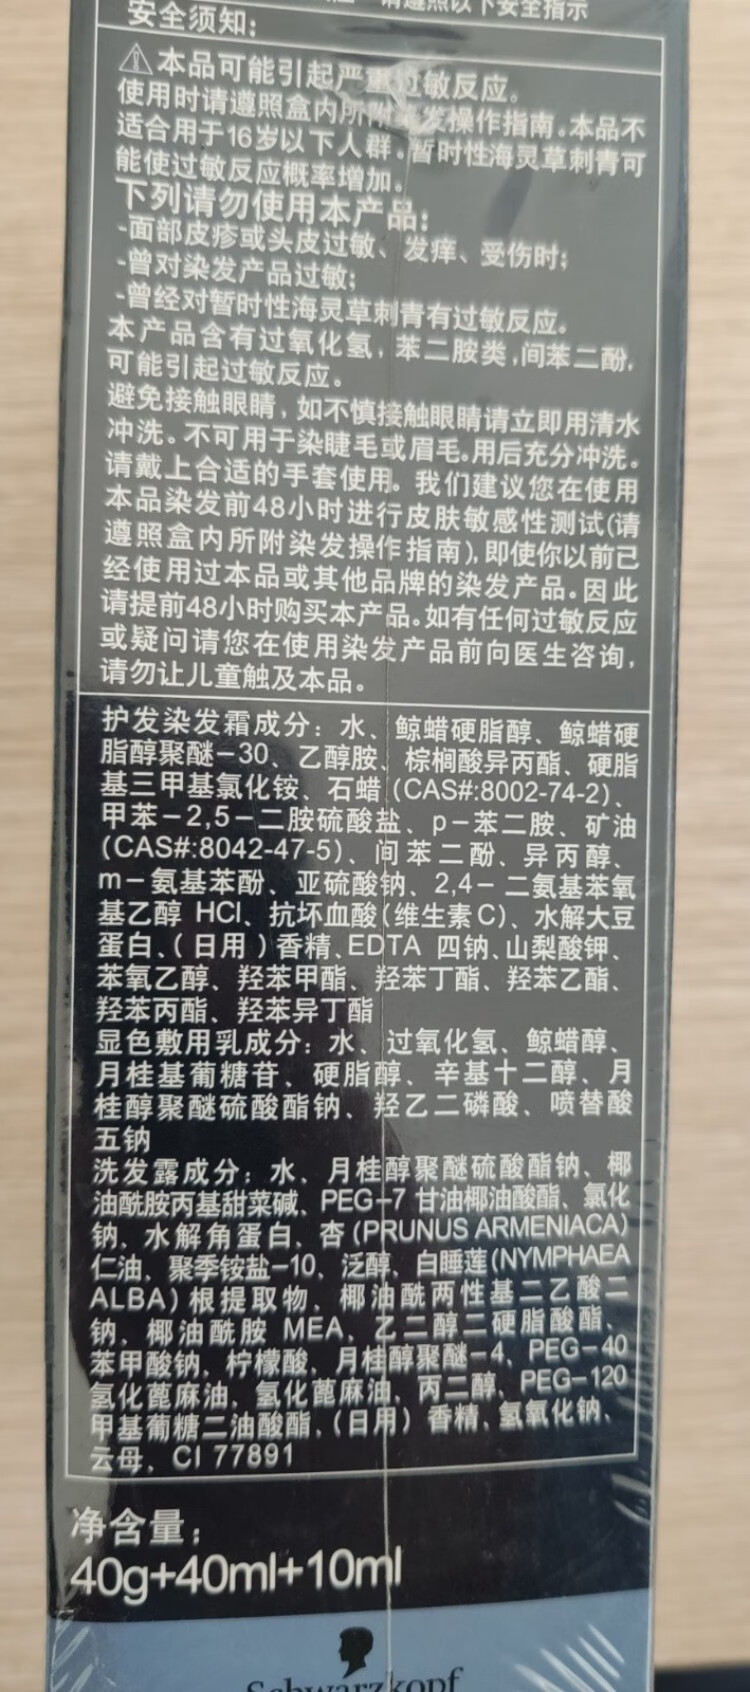 请遵照以下安全指示
安全须知:
本品可能引起严重过敏反应。
使用时请遵照盒内所附染发操作指南。本品不
适合用于16岁以下人群。暂时性海灵草刺青可
能使过敏反应概率增加。
下列请勿使用本产品:
-面部皮疹或头皮过敏、发痒、受伤时;
-曾对染发产品过敏;
-曾经对暂时性海灵草刺青有过敏反应。
本产品含有过氧化氢,苯二胺类,间苯二酚,
可能引起过敏反应。
避免接触眼睛,如不慎接触眼睛请立即用清水
冲洗。不可用于染睫毛或眉毛。用后充分冲洗。
请戴上合适的手套使用。我们建议您在使用
本品染发前48小时进行皮肤敏感性测试(请
遵照盒内所附染发操作指南),即使你以前已
经使用过本品或其他品牌的染发产品。因此
请提前48小时购买本产品。如有任何过敏反应
或疑问请您在使用染发产品前向医生咨询,
请勿让儿童触及本品。
护发染发霜成分: 水、鲸蜡硬脂醇、鲸蜡硬
脂醇聚醚-30、乙醇胺、棕榈酸异丙酯、硬脂
基三甲基氯化铵、石蜡(CAS#:8002-74-2)、
甲苯-2,5-二胺硫酸盐、p-苯二胺、矿油
(CAS#:8042-47-5)、间苯二酚、异丙醇、
m-氨基苯酚、亚硫酸钠、2,4-二氨基苯氧
基乙醇 HCl、抗坏血酸(维生素C)、水解大豆
蛋白、(日用)香精、EDTA 四钠、山梨酸钾、
苯氧乙醇、羟苯甲酯、羟苯丁酯、羟苯乙酯、
羟苯丙酯、羟苯异丁酯
显色敷用乳成分: 水、过氧化氢、鲸蜡醇、
月桂基葡糖苷、硬脂醇、辛基十二醇、月
桂醇聚醚硫酸酯钠、羟乙二磷酸、喷替酸
五钠
洗发露成分: 水、月桂醇聚醚硫酸酯钠、椰
油酰胺丙基甜菜碱、PEG-7 甘油椰油酸酯、氯化
钠、水解角蛋白、杏(PRUNUS ARMENIACA)
仁油、聚季铵盐-10、泛醇、白睡莲(NYMPHAEA
ALBA)根提取物、椰油酰两性基二乙酸二
钠、椰油酰胺 MEA、乙二醇二硬脂酸酯、
苯甲酸钠、柠檬酸、月桂醇聚醚-4、PEG-40
氢化蓖麻油、氢化蓖麻油、丙二醇、PEG-120
甲基葡糖二油酸酯、(日用)香精、氢氧化钠、
云母、CI 77891
净含量:
40g+40ml+10ml
Schwarzkopf